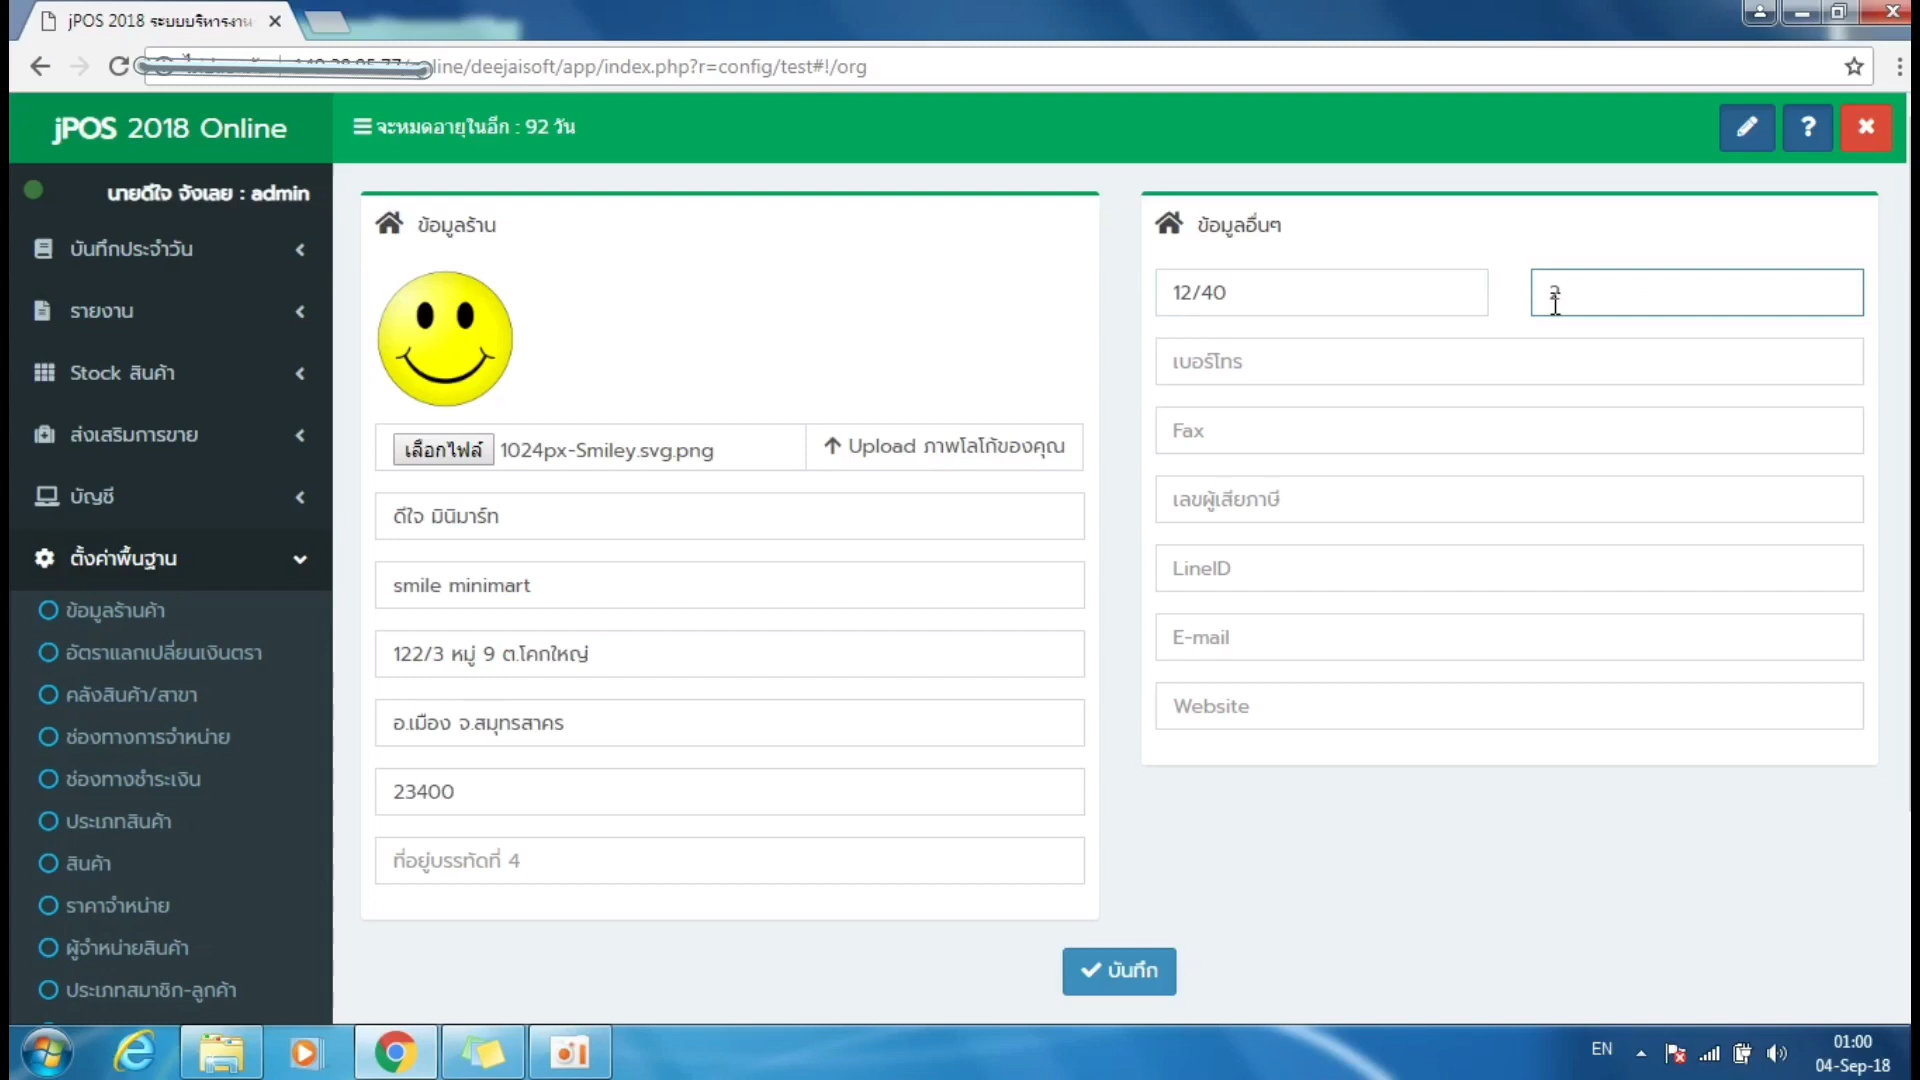 jPOS 2018 ระบบบริหารงาน
line/deejaisoft/app/index.php?r=config/test#!/org
jPOS 2018 Online
จะหมดอายุในอีก : 92 วัน
นายดีใจ จังเลย : admin
บันทึกประจำวัน
รายงาน
Stock สินค้า
ส่งเสริมการขาย
บัญชี
ตั้งค่าพื้นฐาน
ข้อมูลร้านค้า
อัตราแลกเปลี่ยนเงินตรา
คลังสินค้า/สาขา
ช่องทางการจำหน่าย
ช่องทางชำระเงิน
ประเภทสินค้า
สินค้า
ราคาจำหน่าย
ผู้จำหน่ายสินค้า
ประเภทสมาชิก-ลูกค้า
ข้อมูลร้าน
เลือกไฟล์ 1024px-Smiley.svg.png
Upload ภาพโลโก้ของคุณ
ดีใจ มินิมาร์ท
smile minimart
122/3 หมู่ 9 ต.โคกใหญ่
อ.เมือง จ.สมุทรสาคร
23400
ที่อยู่บรรทัดที่ 4
ข้อมูลอื่นๆ
12/40
เบอร์โทร
Fax
เลขผู้เสียภาษี
LineID
E-mail
Website
บันทึก
EN
01:00
04-Sep-18